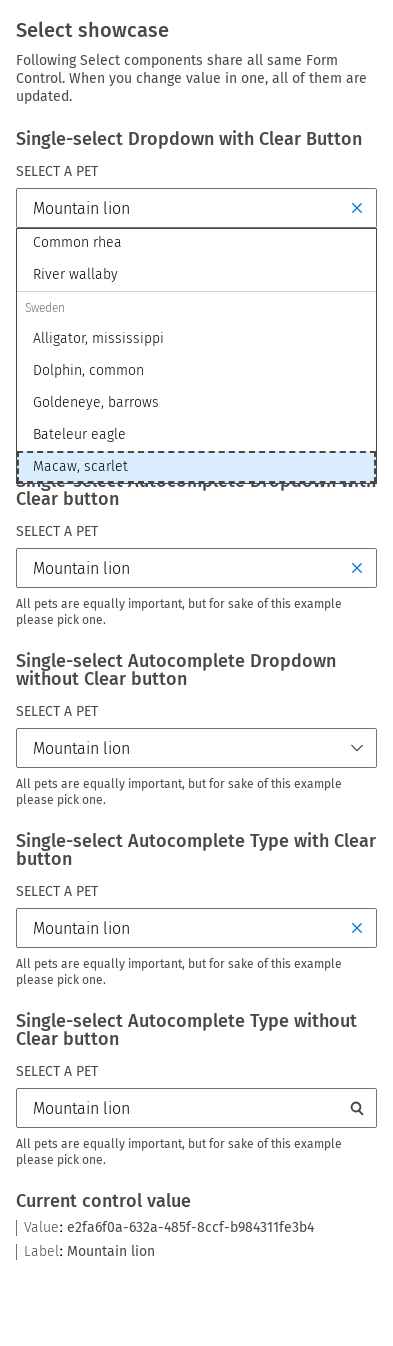 Select showcase
Following Select components share all same Form
Control. When you change value in one, all of them are
updated.
Single-select Dropdown with Clear Button
SELECT A PET
Mountain lion
Common rhea
River wallaby
Sweden
Alligator, mississippi
Dolphin, common
Goldeneye, barrows
Bateleur eagle
Macaw, scarlet
Single-select Autocomplete Dropdown with
Clear button
SELECT A PET
Mountain lion
All pets are equally important, but for sake of this example
please pick one.
Single-select Autocomplete Dropdown
without Clear button
SELECT A PET
Mountain lion
All pets are equally important, but for sake of this example
please pick one.
Single-select Autocomplete Type with Clear
button
SELECT A PET
Mountain lion
All pets are equally important, but for sake of this example
please pick one.
Single-select Autocomplete Type without
Clear button
SELECT A PET
Mountain lion
All pets are equally important, but for sake of this example
please pick one.
Current control value
Value: e2fa6f0a-632a-485f-8ccf-b984311fe3b4
Label: Mountain lion